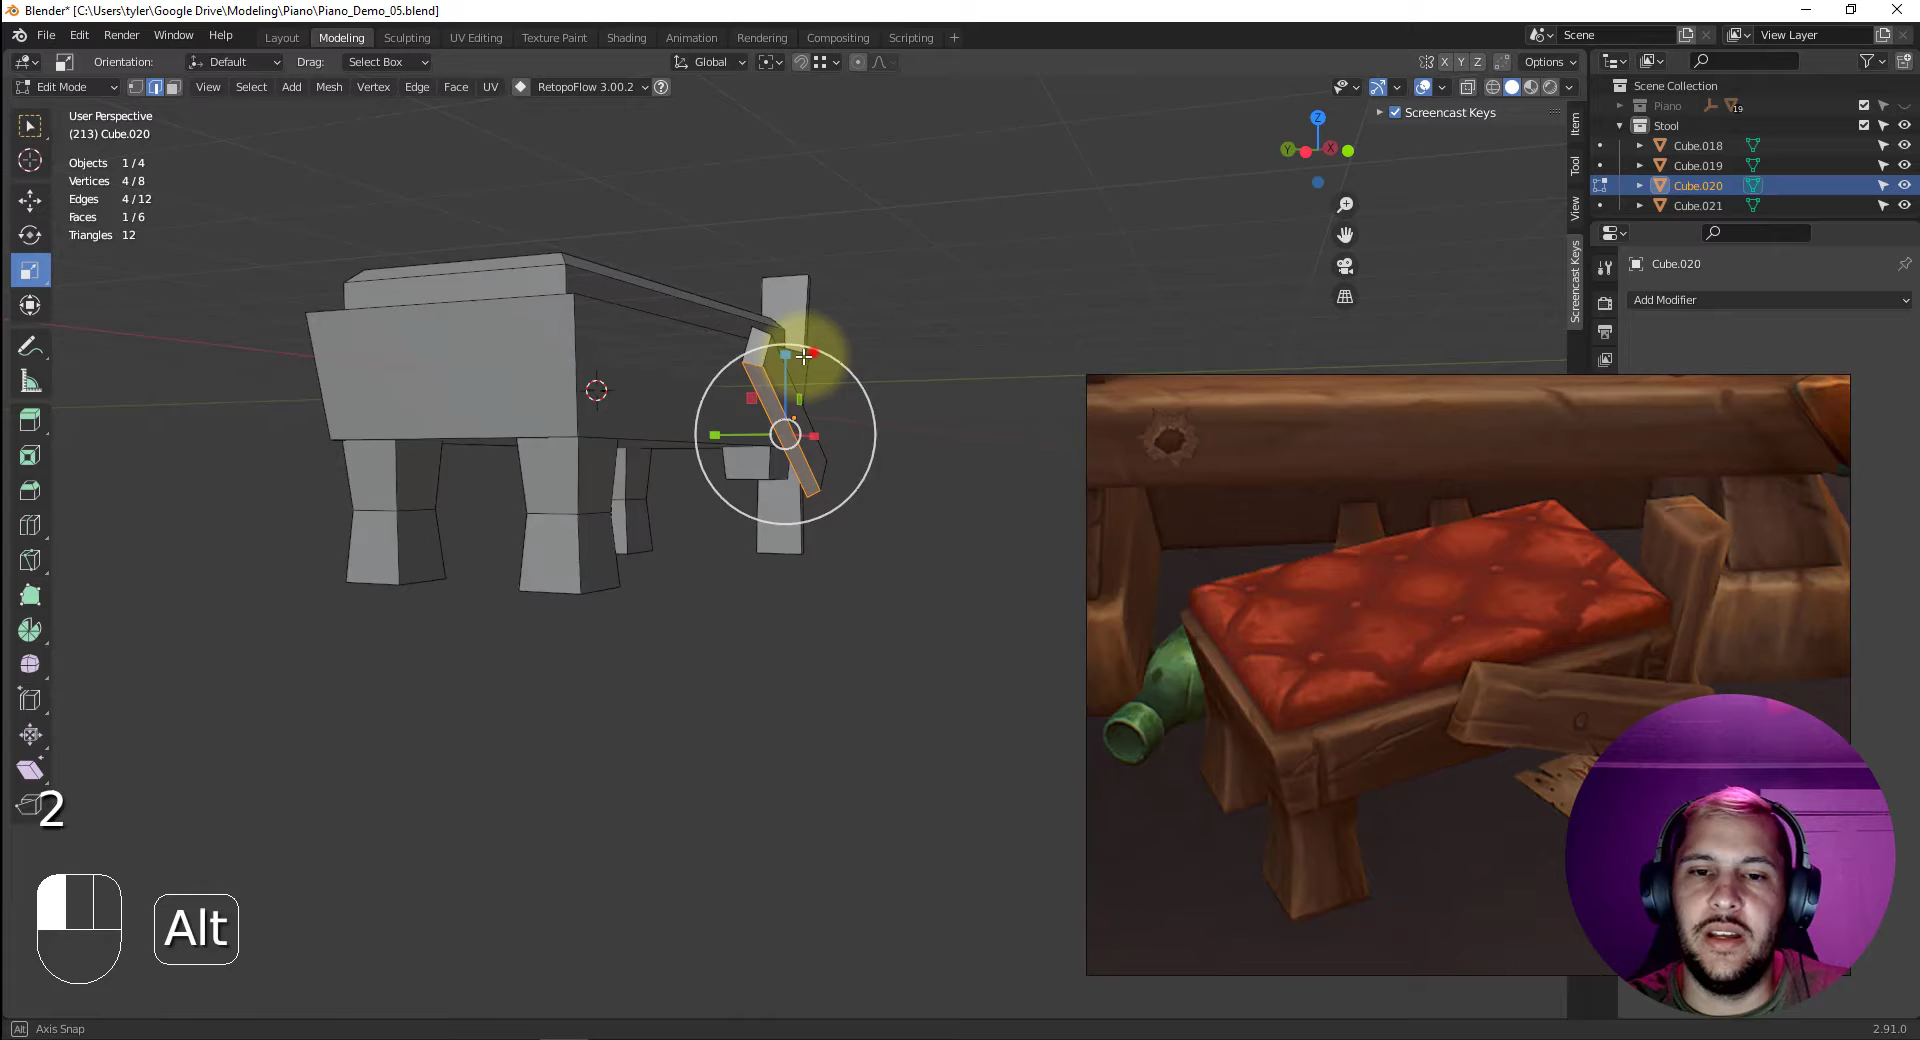 Blender* [C:\Users\tyler\Google Drive\Modeling\Piano\Piano_Demo_05.blend]
File Edit Render Window Help Layout Modeling Sculpting UV Editing Texture Paint Shading Animation Rendering Compositing Scripting + Scene View Layer
Orientation: Default Drag: Select Box Global X Y Z Options
Edit Mode View Select Add Mesh Vertex Edge Face UV RetopoFlow 3.00.2 ?
User Perspective
(213) Cube.020
Objects 1 / 4
Vertices 4 / 8
Edges 4 / 12
Faces 1 / 6
Triangles 12
Screencast Keys
Z
Y X
Item
Tool
View
Screencast Keys
Scene Collection
Piano 19
Stool
Cube.018
Cube.019
Cube.020
Cube.021
Cube.020
Add Modifier
2
Alt
Alt Axis Snap
2.91.0